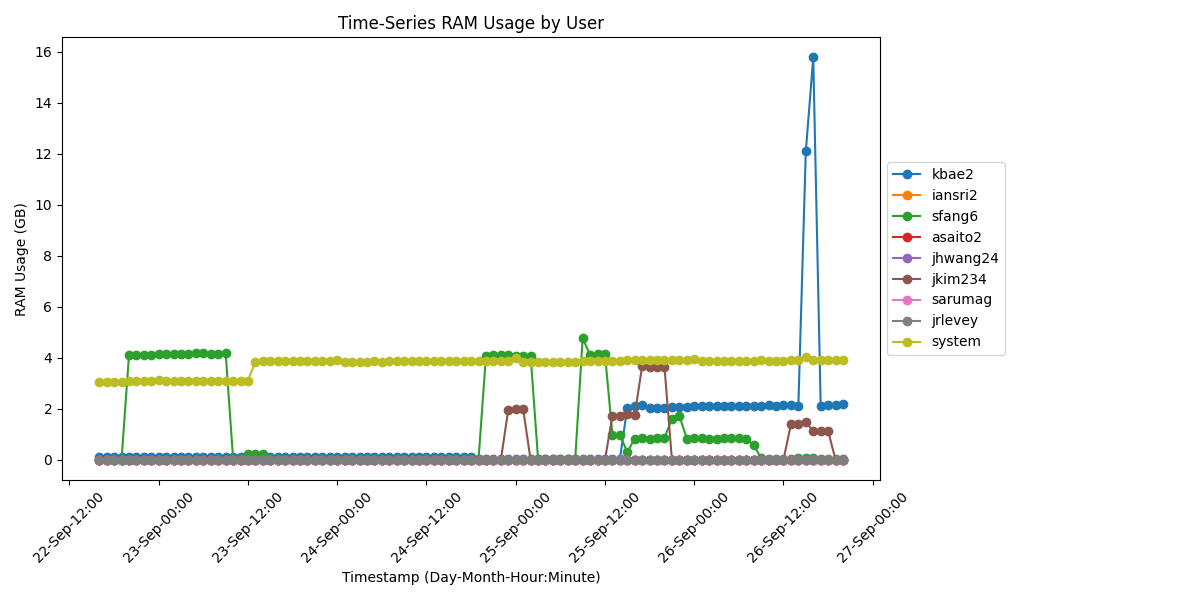 Time-Series RAM Usage by User
RAM Usage (GB)
16
14
12
10
8
6
4
2
0
22-Sep-12:00
23-Sep-00:00
23-Sep-12:00
24-Sep-00:00
24-Sep-12:00
25-Sep-00:00
25-Sep-12:00
26-Sep-00:00
26-Sep-12:00
27-Sep-00:00
Timestamp (Day-Month-Hour:Minute)
kbae2
iansri2
sfang6
asaito2
jhwang24
jkim234
sarumag
jrlevey
system